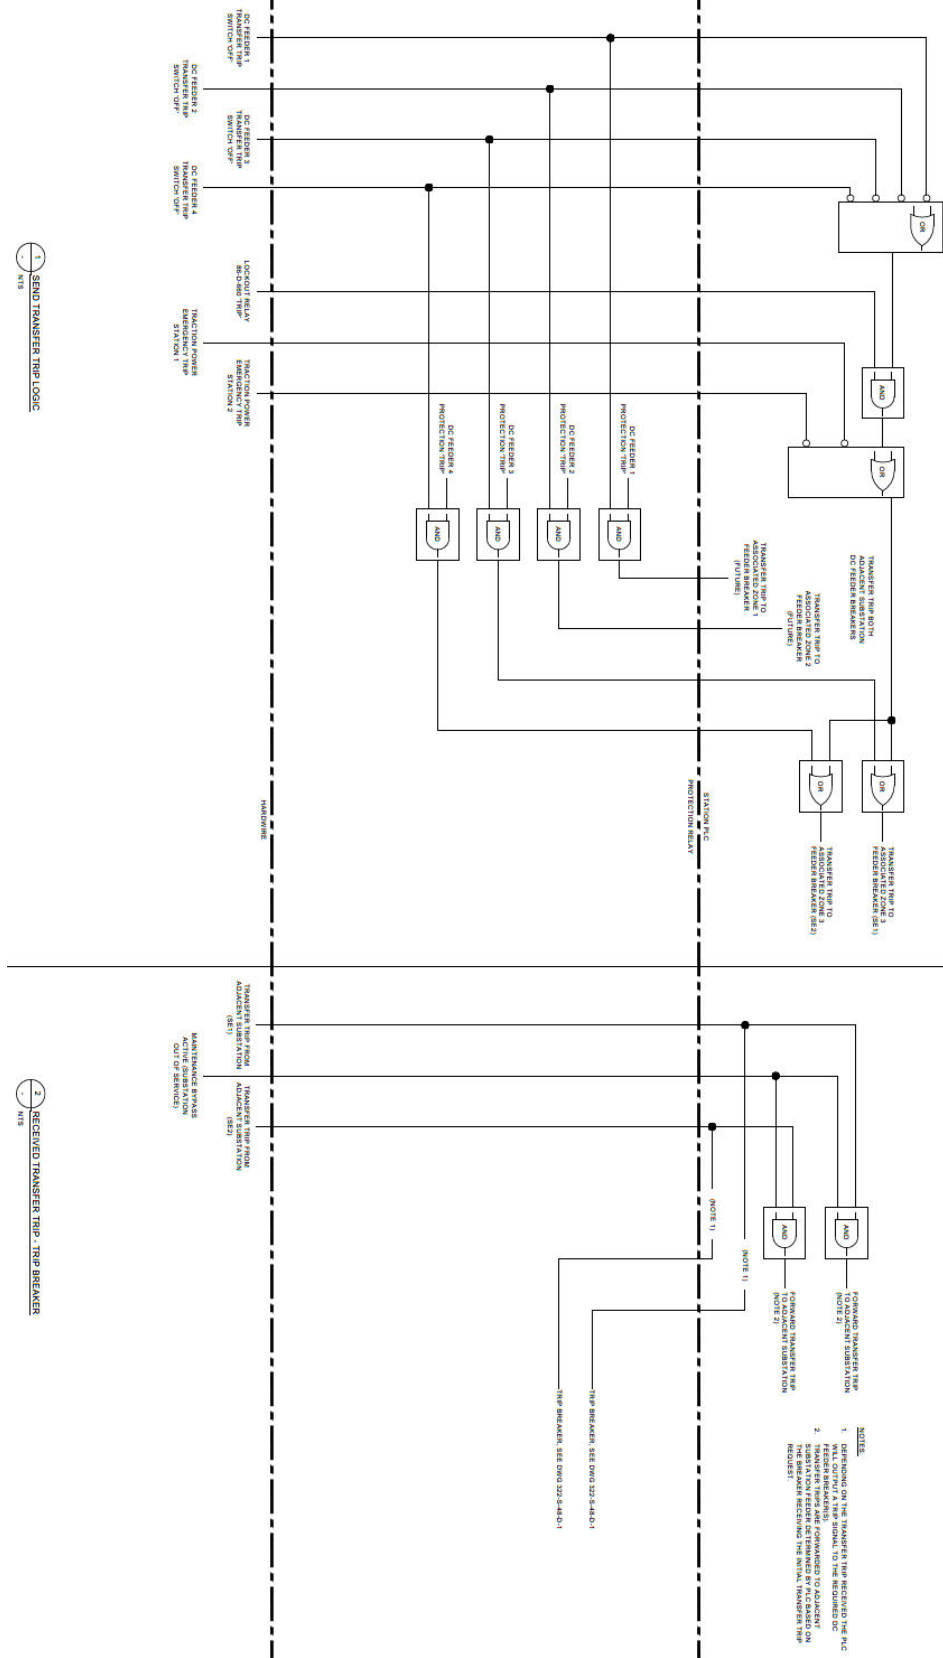 DC FEEDER 1
TRANSFER TRIP
SWITCH 'OFF'
DC FEEDER 2
TRANSFER TRIP
SWITCH 'OFF'
DC FEEDER 3
TRANSFER TRIP
SWITCH 'OFF'
DC FEEDER 4
TRANSFER TRIP
SWITCH 'OFF'
LOCKOUT RELAY
86-D-860 'TRIP'
TRACTION POWER
EMERGENCY TRIP
STATION 1
TRACTION POWER
EMERGENCY TRIP
STATION 2
OR
AND
OR
DC FEEDER 1
PROTECTION 'TRIP'
DC FEEDER 2
PROTECTION 'TRIP'
DC FEEDER 3
PROTECTION 'TRIP'
DC FEEDER 4
PROTECTION 'TRIP'
AND
AND
AND
AND
TRANSFER TRIP TO
ASSOCIATED ZONE 1
FEEDER BREAKER
(FUTURE)
TRANSFER TRIP TO
ASSOCIATED ZONE 2
FEEDER BREAKER
(FUTURE)
TRANSFER TRIP BOTH
ADJACENT SUBSTATION
DC FEEDER BREAKERS
OR
OR
TRANSFER TRIP TO
ASSOCIATED ZONE 3
FEEDER BREAKER (SE1)
TRANSFER TRIP TO
ASSOCIATED ZONE 3
FEEDER BREAKER (SE2)
STATION PLC
PROTECTION RELAY
HARDWIRE
1
-
SEND TRANSFER TRIP LOGIC
NTS
TRANSFER TRIP FROM
ADJACENT SUBSTATION
(SE1)
MAINTENANCE BYPASS
ACTIVE (SUBSTATION
OUT OF SERVICE)
TRANSFER TRIP FROM
ADJACENT SUBSTATION
(SE2)
AND
AND
(NOTE 1)
(NOTE 1)
FORWARD TRANSFER TRIP
TO ADJACENT SUBSTATION
(NOTE 2)
FORWARD TRANSFER TRIP
TO ADJACENT SUBSTATION
(NOTE 2)
TRIP BREAKER, SEE DWG 322-S-48-D-1
TRIP BREAKER, SEE DWG 322-S-48-D-1
2
-
RECEIVED TRANSFER TRIP - TRIP BREAKER
NTS
NOTES:
1. DEPENDING ON THE TRANSFER TRIP RECEIVED THE PLC
WILL OUTPUT A TRIP SIGNAL TO THE REQUIRED DC
FEEDER BREAKER(S).
2. TRANSFER TRIPS ARE FORWARDED TO ADJACENT
SUBSTATION FEEDER DETERMINED BY PLC BASED ON
THE BREAKER RECEIVING THE INITIAL TRANSFER TRIP
REQUEST.